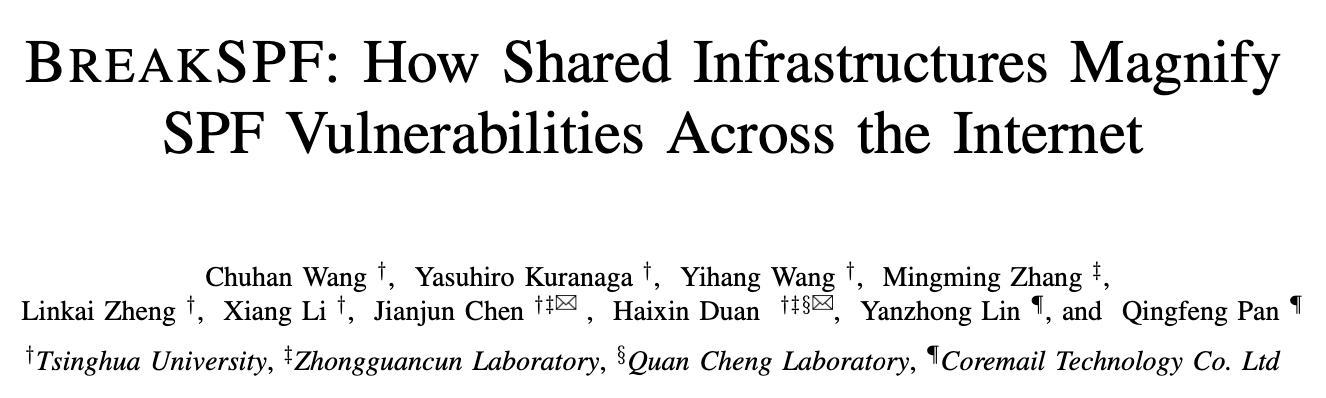 BREAKSPF: How Shared Infrastructures Magnify
SPF Vulnerabilities Across the Internet
Chuhan Wang †, Yasuhiro Kuranaga †, Yihang Wang †, Mingming Zhang ‡,
Linkai Zheng †, Xiang Li †, Jianjun Chen †‡✉ , Haixin Duan †‡§✉, Yanzhong Lin ¶, and Qingfeng Pan ¶
†Tsinghua University, ‡Zhongguancun Laboratory, §Quan Cheng Laboratory, ¶Coremail Technology Co. Ltd